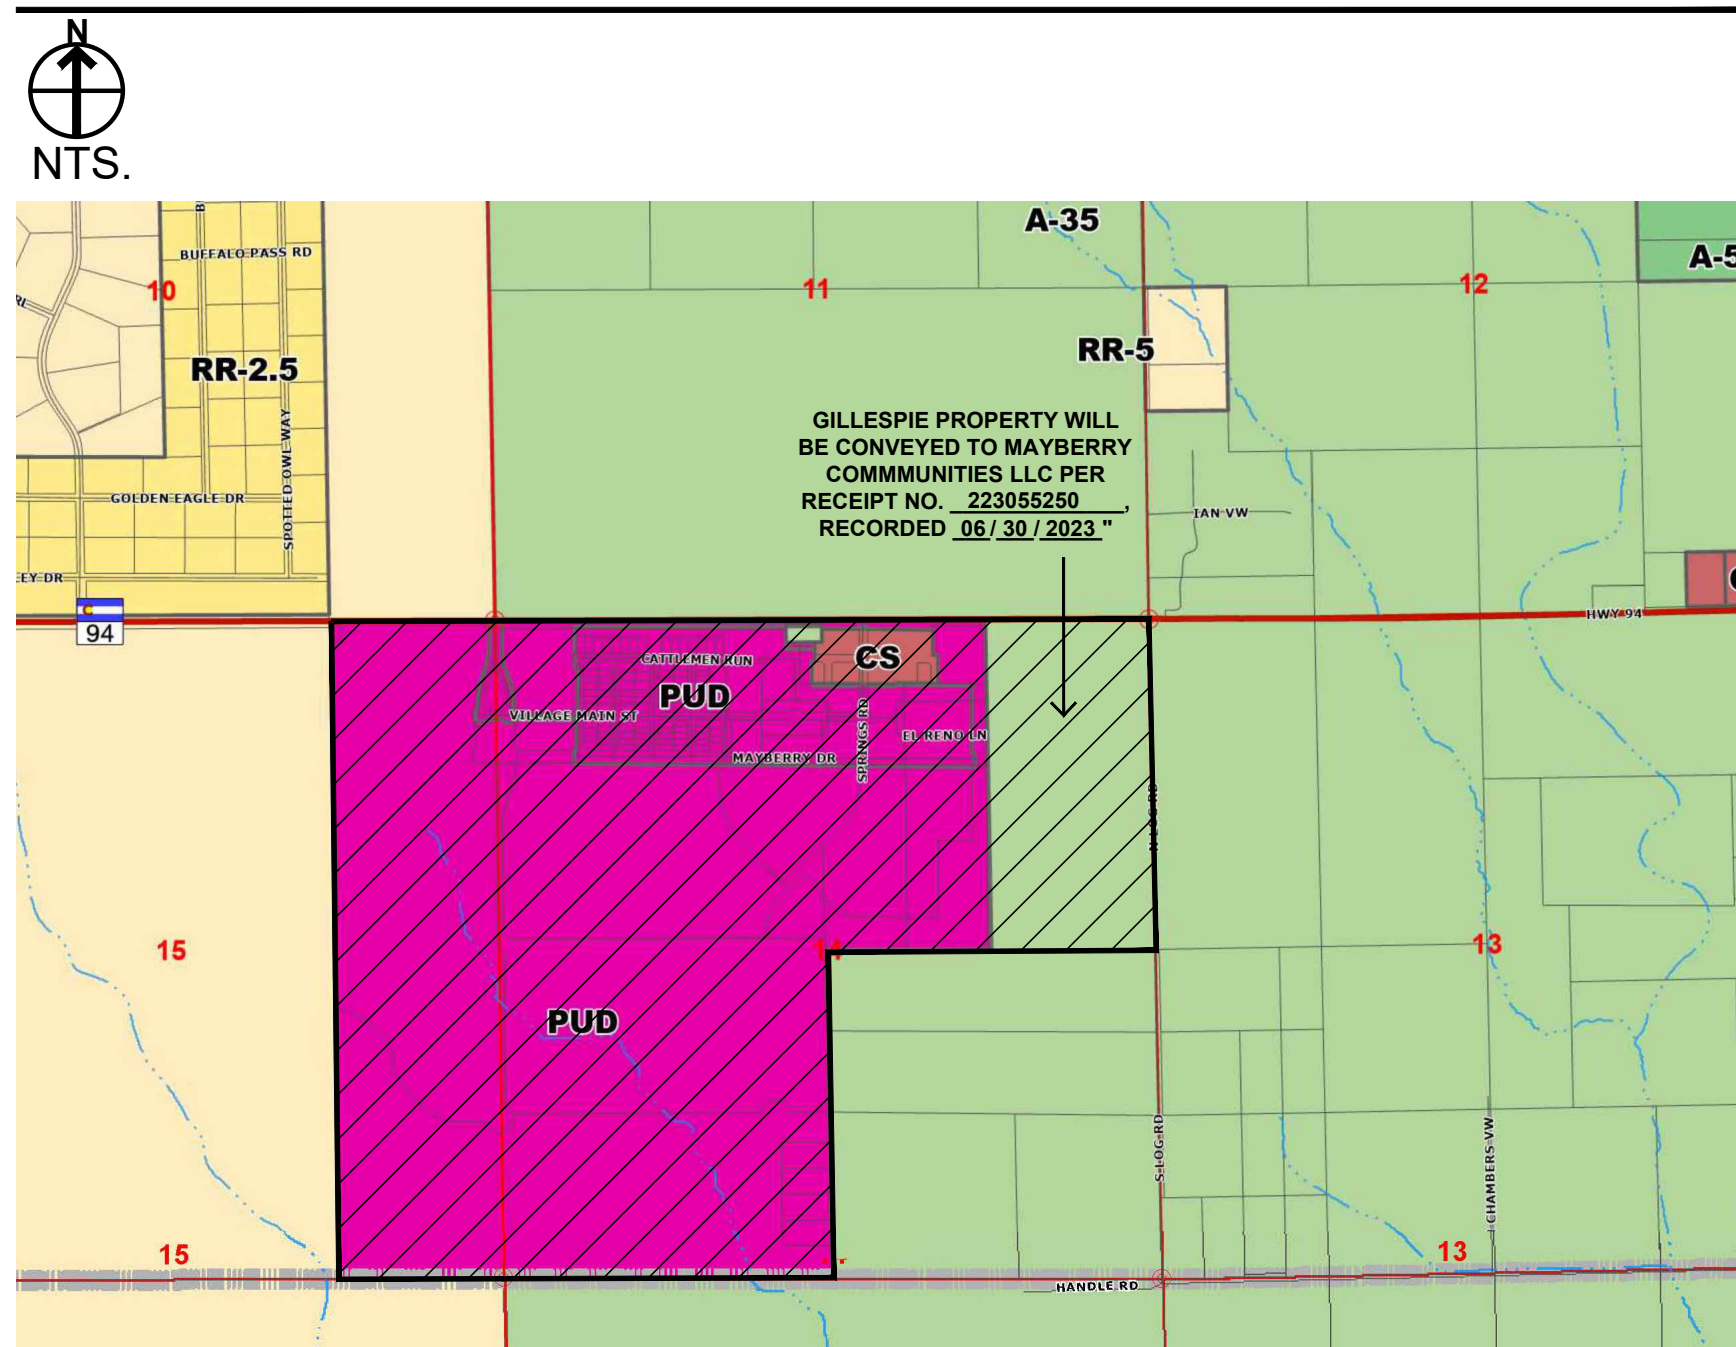 N
NTS.
A-35
A-5
BUFFALO PASS RD
10
11
12
RR-2.5
RR-5
SPOTTED OWL WAY
GOLDEN EAGLE DR
GILLESPIE PROPERTY WILL
BE CONVEYED TO MAYBERRY
COMMMUNITIES LLC PER
RECEIPT NO. 223055250,
RECORDED 06/30/2023"
IAN VW
EY DR
C
94
HWY 94
CATTLEMEN RUN
CS
PUD
VILLAGE MAIN ST
SPRINGS RD
EL RENO LN
MAYBERRY DR
N LOG RD
15
14
13
PUD
S LOG RD
CHAMBERS VW
15
13
HANDLE RD